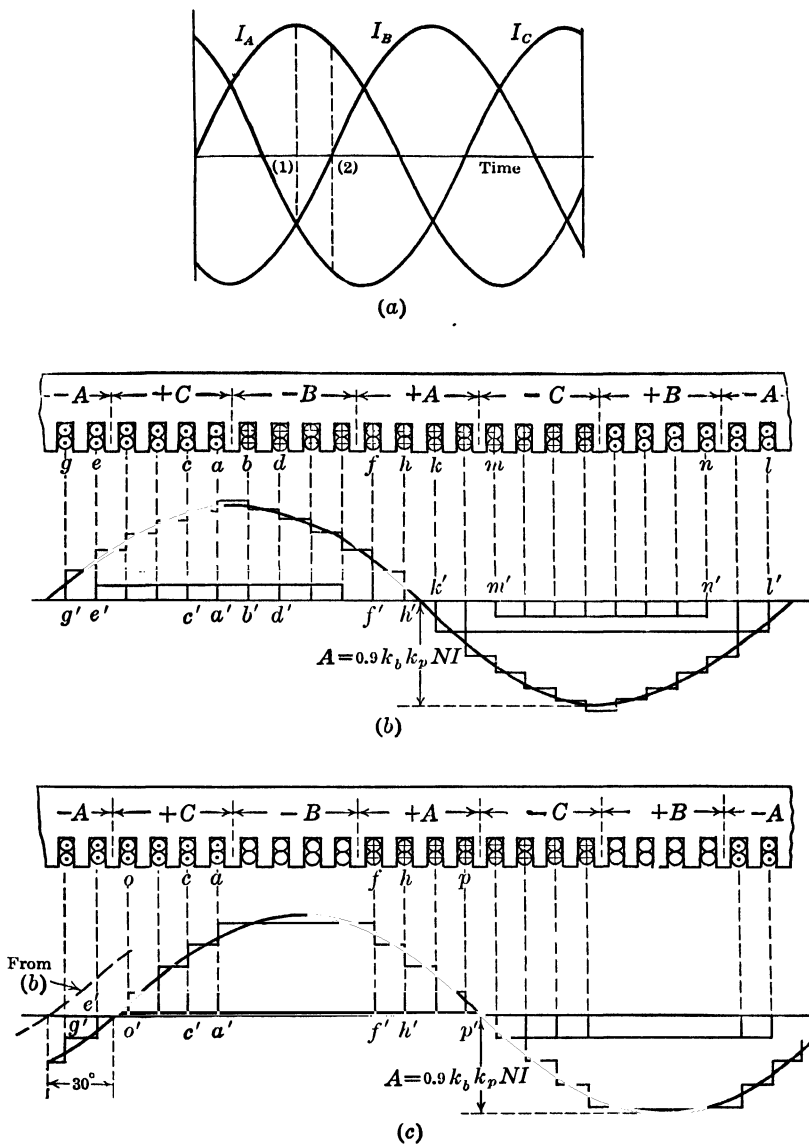 I_A I_B I_C
(1) (2) Time
(a)
−A +C −B +A −C +B −A
g e c a b d f h k m n l
k' m' n' l'
g' e' c' a' b' d' f' h'
A=0.9 k_b k_p NI
(b)
−A +C −B +A −C +B −A
o c a f h p
From
(b)
e'
g' o' c' a' f' h' p'
30°
A=0.9 k_b k_p NI
(c)